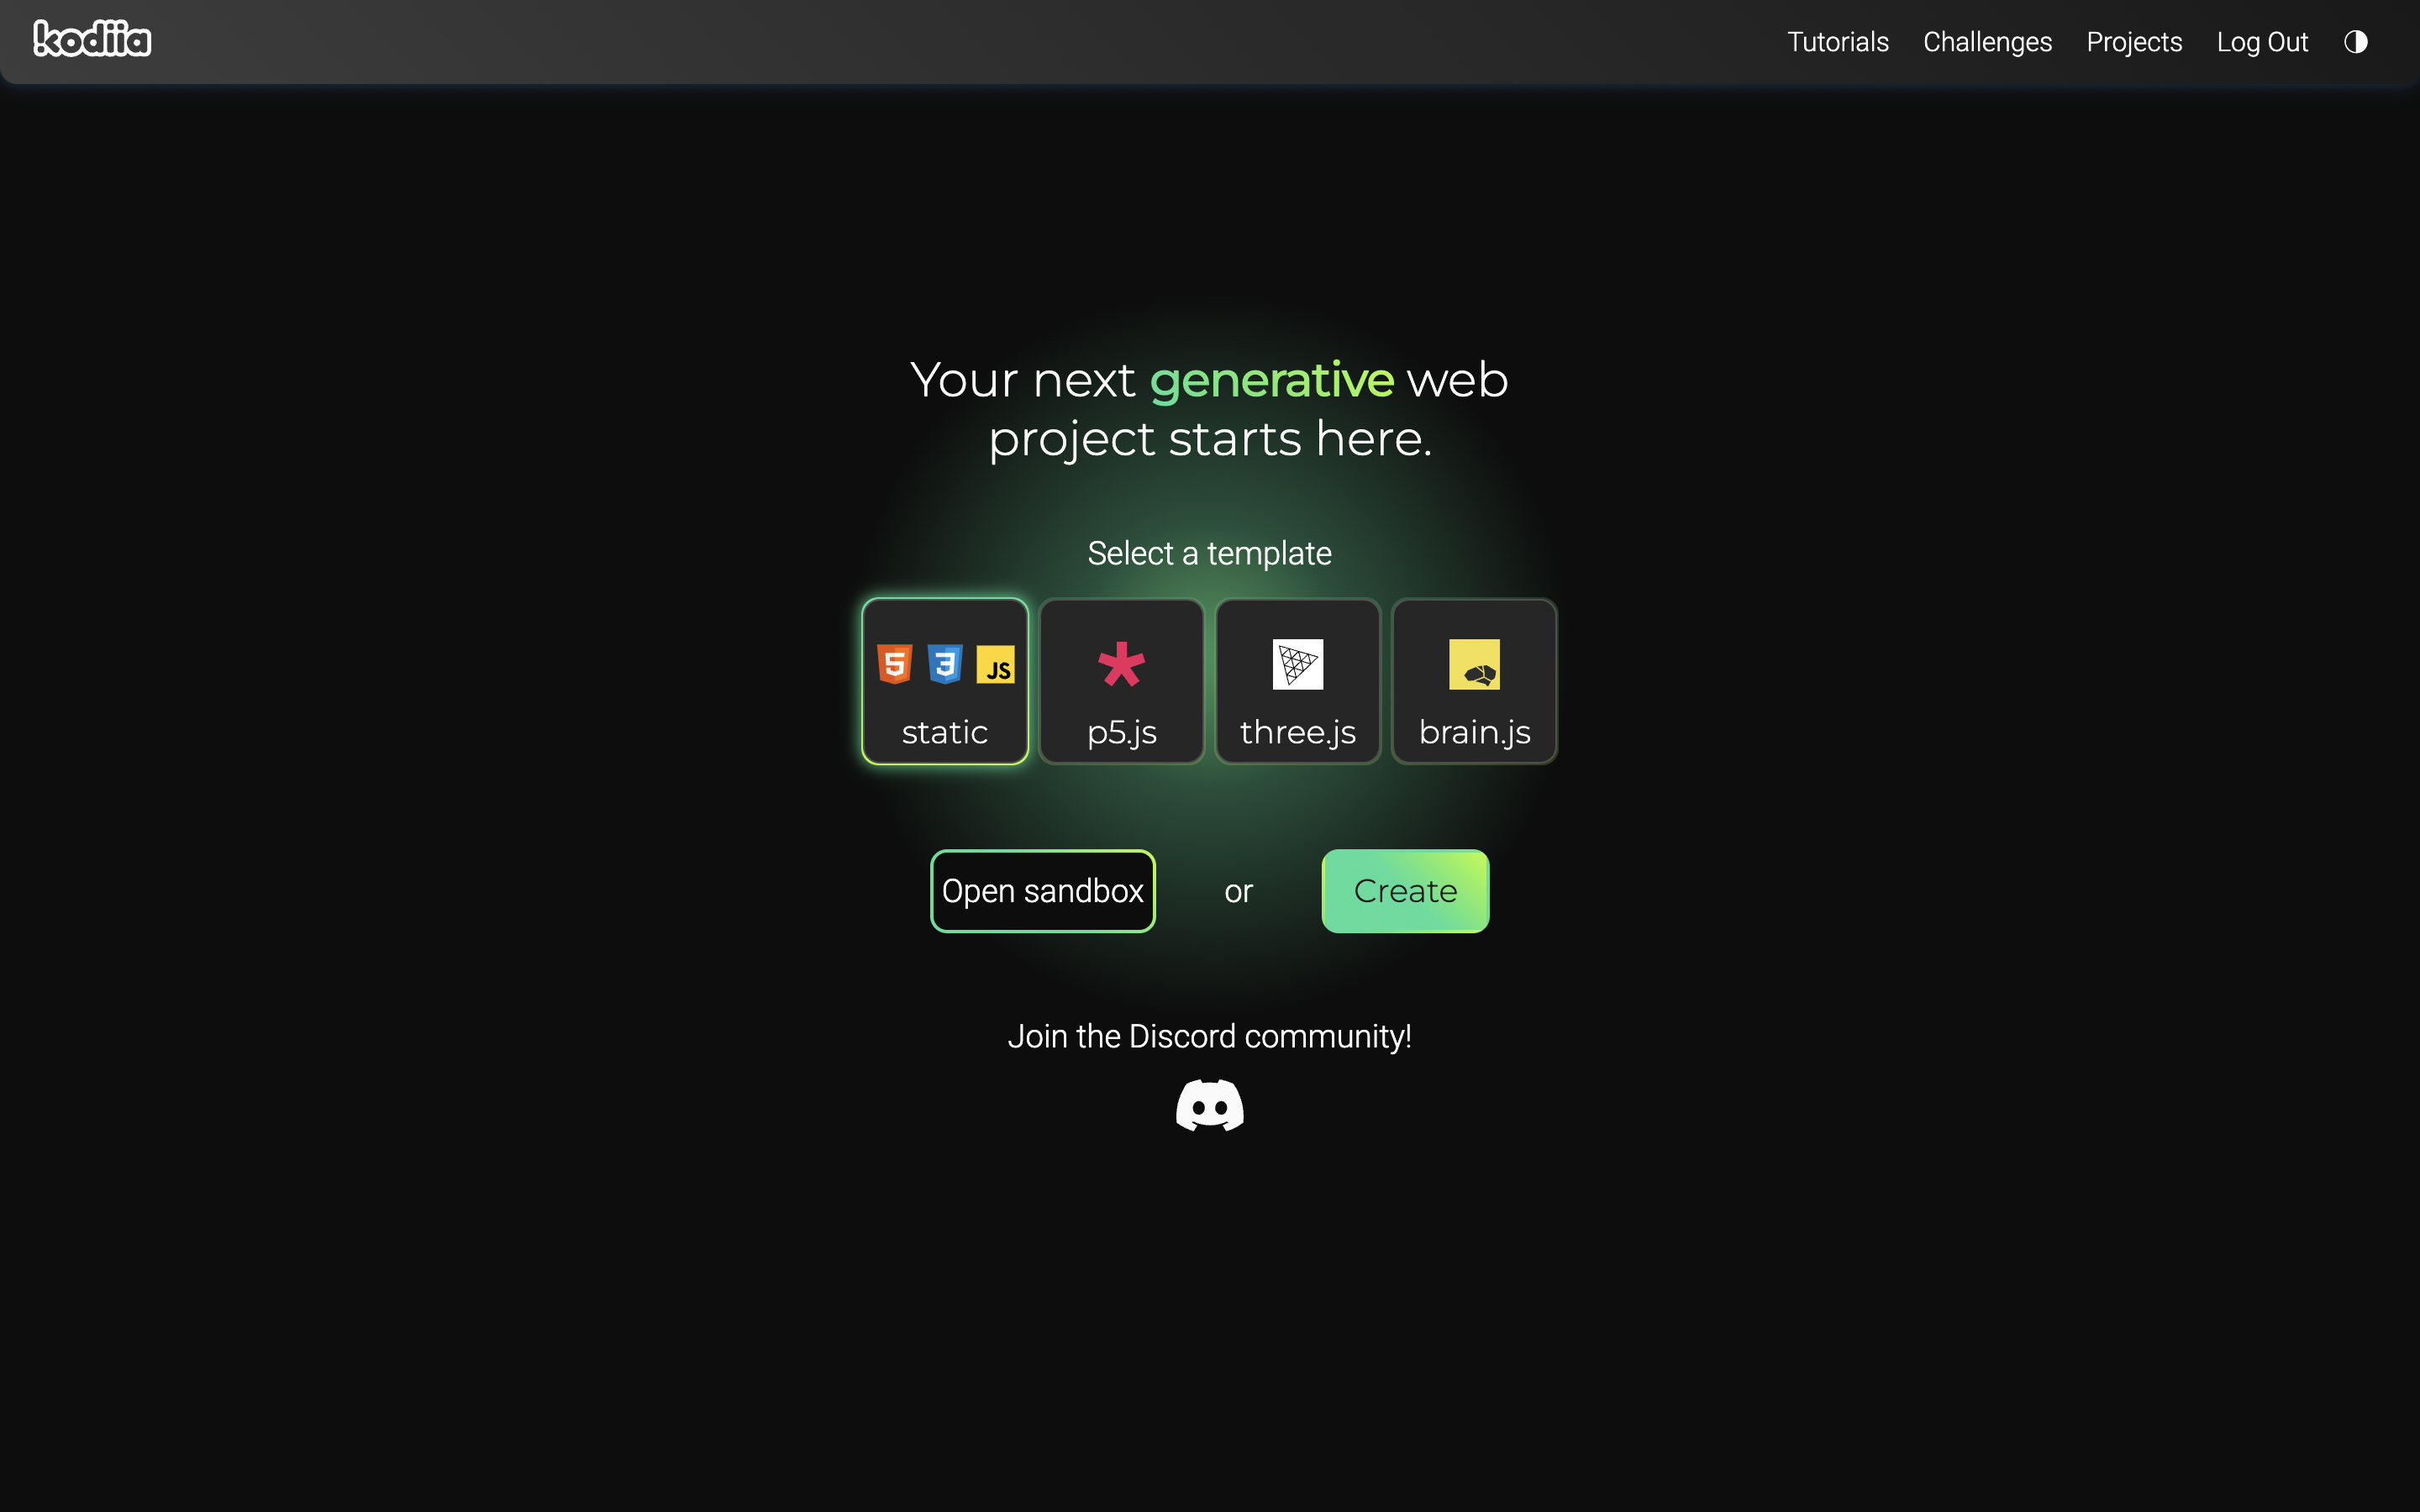 kodiia
Tutorials Challenges Projects Log Out
Your next generative web
project starts here.
Select a template
5 3 JS
static p5.js three.js brain.js
Open sandbox or Create
Join the Discord community!